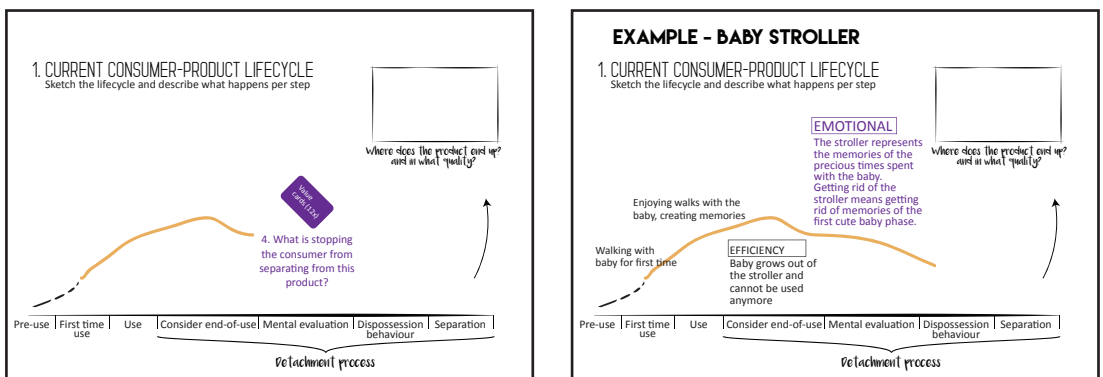 1. CURRENT CONSUMER-PRODUCT LIFECYCLE
Sketch the lifecycle and describe what happens per step
Where does the product end up?
and in what quality?
Value
cards (12x)
4. What is stopping
the consumer from
separating from this
product?
Pre-use
First time
use
Use
Consider end-of-use
Mental evaluation
Dispossession
behaviour
Separation
Detachment process
EXAMPLE - BABY STROLLER
1. CURRENT CONSUMER-PRODUCT LIFECYCLE
Sketch the lifecycle and describe what happens per step
EMOTIONAL
The stroller represents
the memories of the
precious times spent
with the baby.
Getting rid of the
stroller means getting
rid of memories of the
first cute baby phase.
Where does the product end up?
and in what quality?
Enjoying walks with the
baby, creating memories
Walking with
baby for first time
EFFICIENCY
Baby grows out of
the stroller and
cannot be used
anymore
Pre-use
First time
use
Use
Consider end-of-use
Mental evaluation
Dispossession
behaviour
Separation
Detachment process